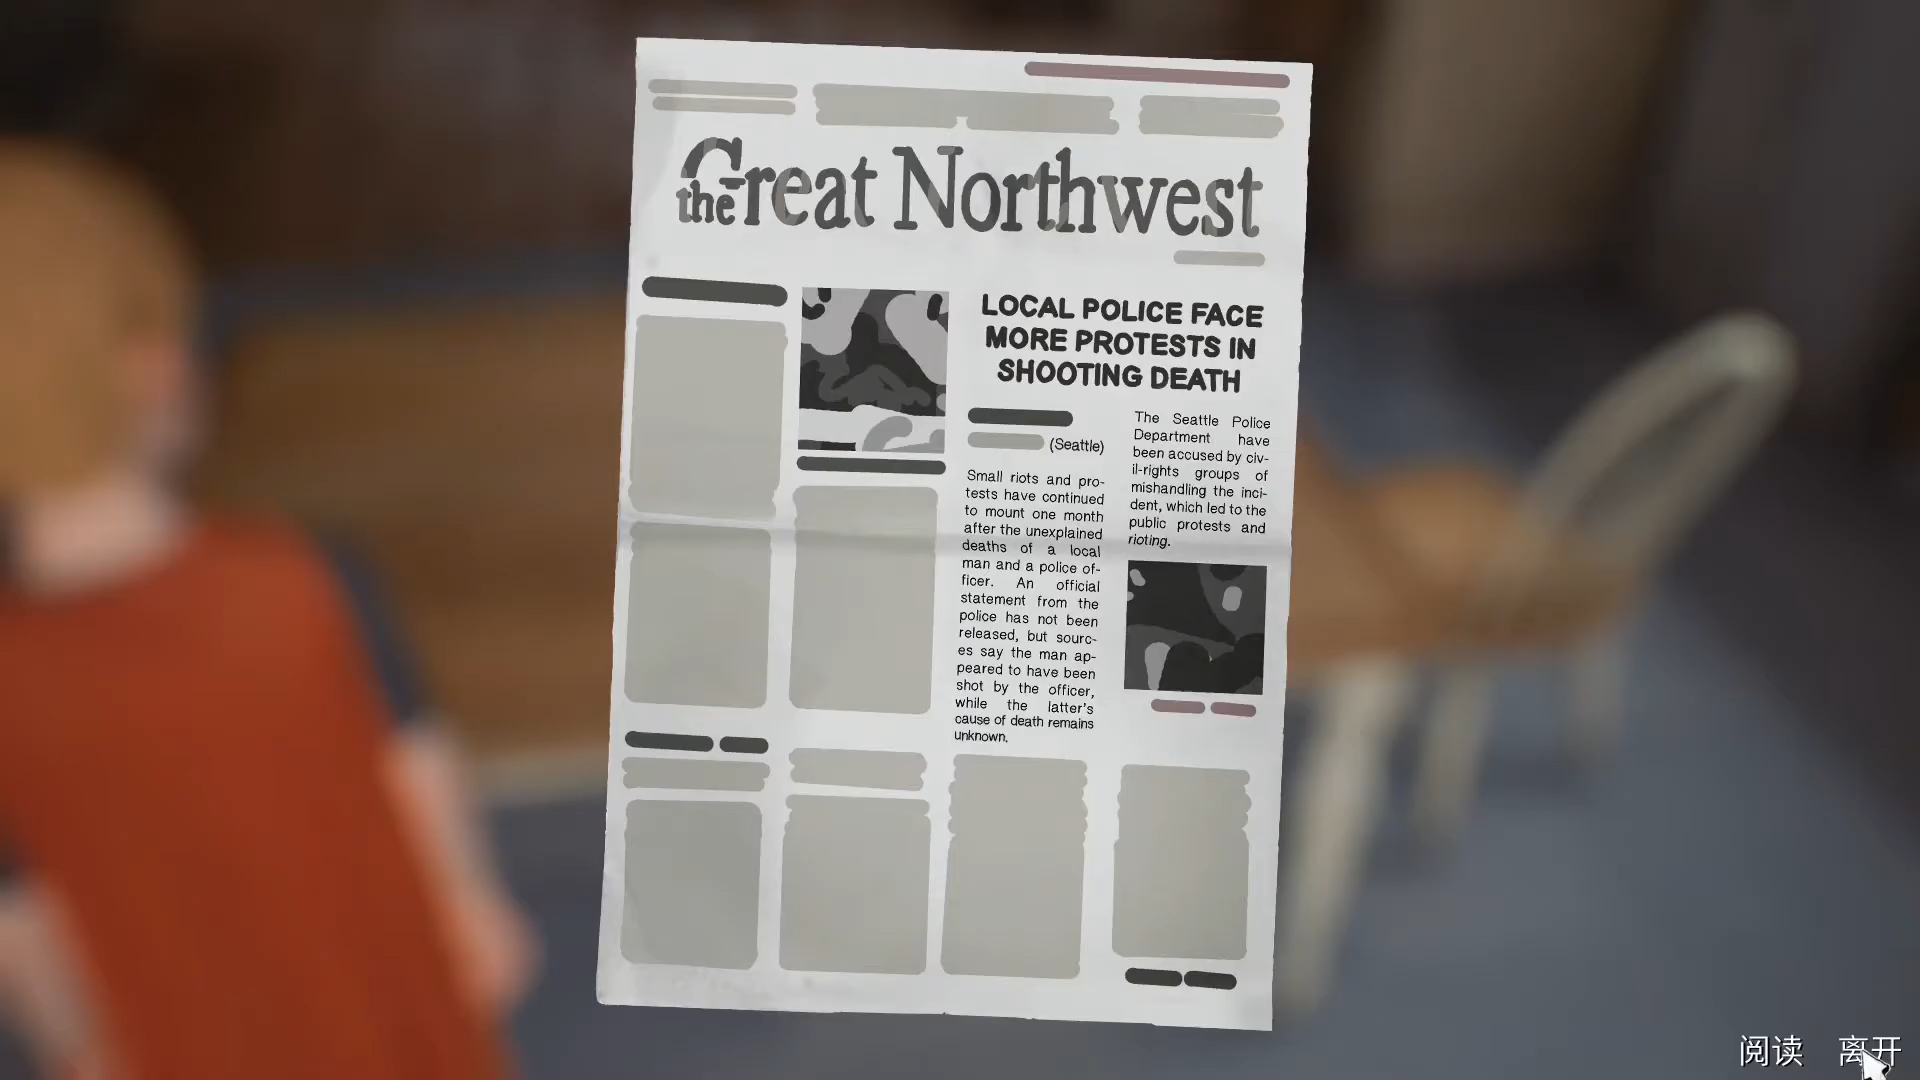 the Great Northwest
LOCAL POLICE FACE
MORE PROTESTS IN
SHOOTING DEATH
(Seattle)
Small riots and pro-
tests have continued
to mount one month
after the unexplained
deaths of a local
man and a police of-
ficer. An official
statement from the
police has not been
released, but sourc-
es say the man ap-
peared to have been
shot by the officer,
while the latter's
cause of death remains
unknown.
The Seattle Police
Department have
been accused by civ-
il-rights groups of
mishandling the inci-
dent, which led to the
public protests and
rioting.
阅读 离开